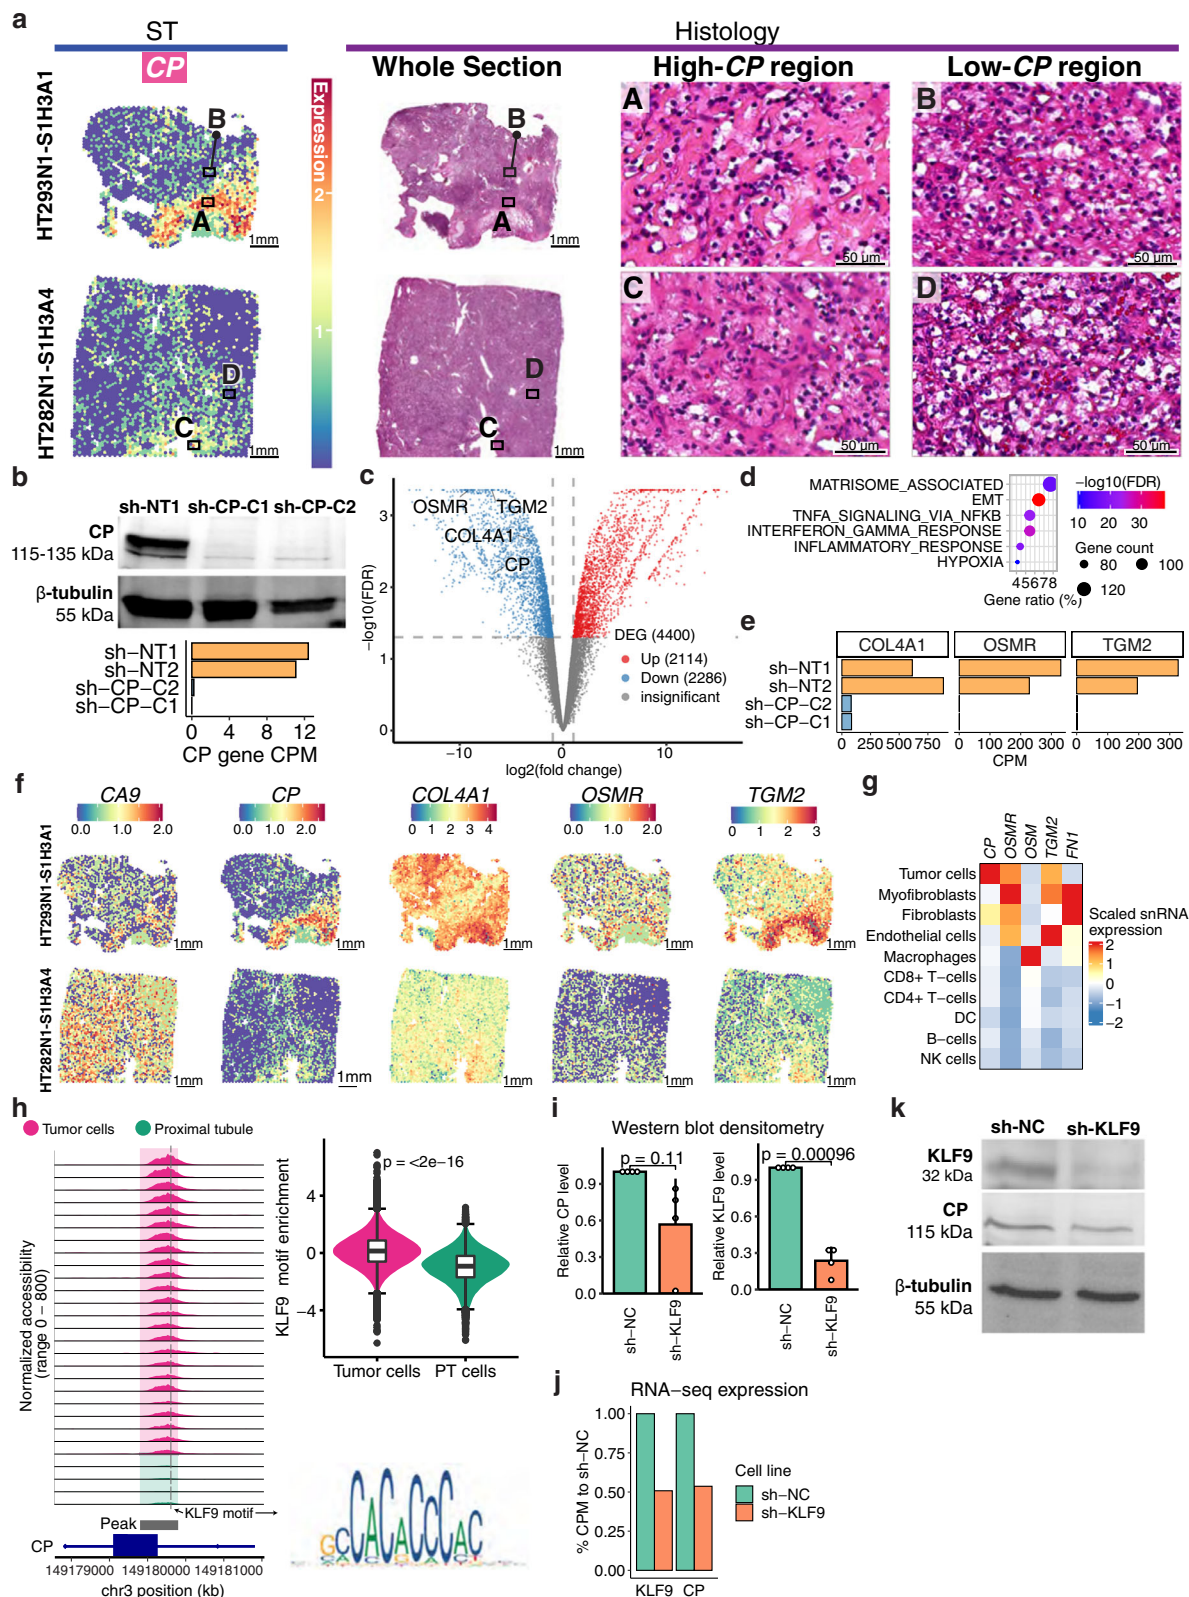 a
ST
Histology
CP
Whole Section
High-CP region
Low-CP region
HT293N1-S1H3A1
B
A
1mm
Expression
2
1
B
A
1mm
A
50 µm
B
50 µm
HT282N1-S1H3A4
D
C
1mm
D
C
1mm
C
50 µm
D
50 µm
b
sh-NT1 sh-CP-C1 sh-CP-C2
CP
115-135 kDa
β-tubulin
55 kDa
sh−NT1
sh−NT2
sh−CP−C2
sh−CP−C1
0 4 8 12
CP gene CPM
c
−log10(FDR)
3
2
1
0
OSMR
TGM2
COL4A1
CP
DEG (4400)
Up (2114)
Down (2286)
insignificant
−10 0 10
log2(fold change)
d
MATRISOME_ASSOCIATED
EMT
TNFA_SIGNALING_VIA_NFKB
INTERFERON_GAMMA_RESPONSE
INFLAMMATORY_RESPONSE
HYPOXIA
45678
Gene ratio (%)
−log10(FDR)
10 20 30
Gene count
80 100
120
e
COL4A1 OSMR TGM2
sh−NT1
sh−NT2
sh−CP−C2
sh−CP−C1
0 250 500 750 0 100 200 300 0 100 200 300
CPM
f
CA9 CP COL4A1 OSMR TGM2
0.0 1.0 2.0
0.0 1.0 2.0
0 1 2 3 4
0.0 1.0 2.0
0 1 2 3
HT293N1-S1H3A1
1mm 1mm 1mm 1mm 1mm
HT282N1-S1H3A4
1mm 1mm 1mm 1mm 1mm
g
CP OSMR OSM TGM2 FN1
Tumor cells
Myofibroblasts
Fibroblasts
Endothelial cells
Macrophages
CD8+ T−cells
CD4+ T−cells
DC
B−cells
NK cells
Scaled snRNA
expression
2
1
0
−1
−2
h
Tumor cells Proximal tubule
Normalized accessibility
(range 0 − 800)
KLF9 motif
Peak
CP
149179000 149180000 149181000
chr3 position (kb)
KLF9 motif enrichment
4
0
−4
p = <2e−16
Tumor cells PT cells
GCCACACCCAC
i
Western blot densitometry
Relative CP level
0.9
0.6
0.3
0.0
p = 0.11
sh−NC
sh−KLF9
Relative KLF9 level
0.9
0.6
0.3
0.0
p = 0.00096
sh−NC
sh−KLF9
j
RNA−seq expression
% CPM to sh−NC
1.00
0.75
0.50
0.25
0.00
KLF9 CP
Cell line
sh−NC
sh−KLF9
k
sh-NC sh-KLF9
KLF9
32 kDa
CP
115 kDa
β-tubulin
55 kDa